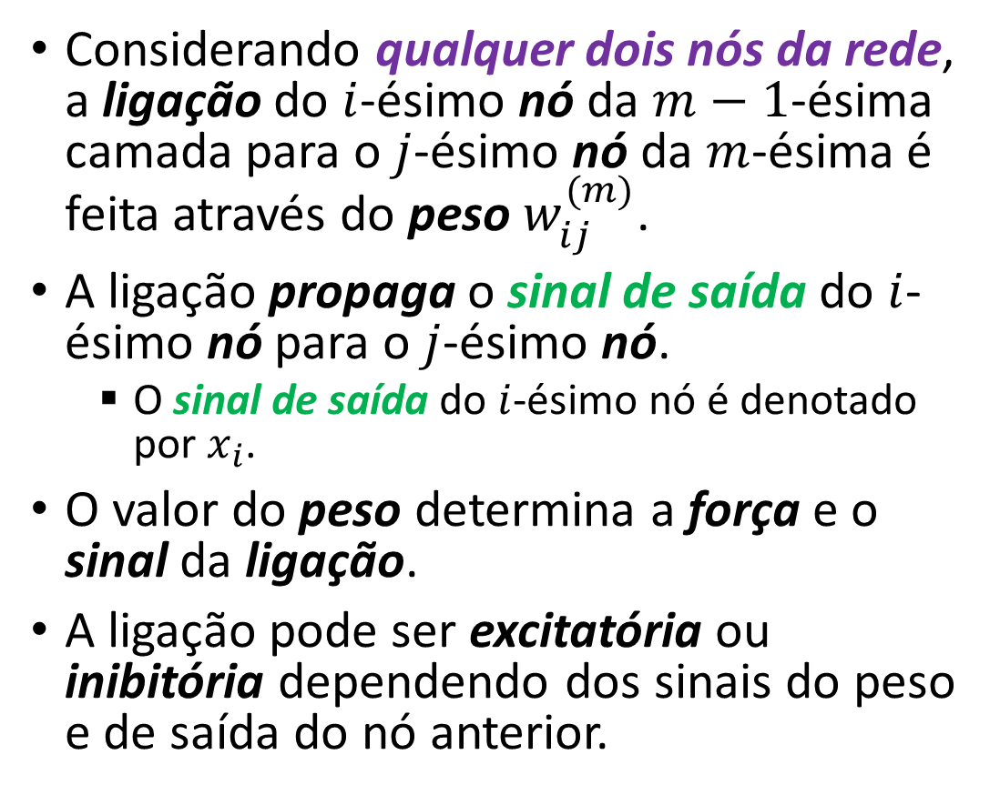 • Considerando qualquer dois nós da rede,
a ligação do i-ésimo nó da m − 1-ésima
camada para o j-ésimo nó da m-ésima é
feita através do peso w_{ij}^{(m)}.
• A ligação propaga o sinal de saída do i-
ésimo nó para o j-ésimo nó.
▪ O sinal de saída do i-ésimo nó é denotado
por x_i.
• O valor do peso determina a força e o
sinal da ligação.
• A ligação pode ser excitatória ou
inibitória dependendo dos sinais do peso
e de saída do nó anterior.